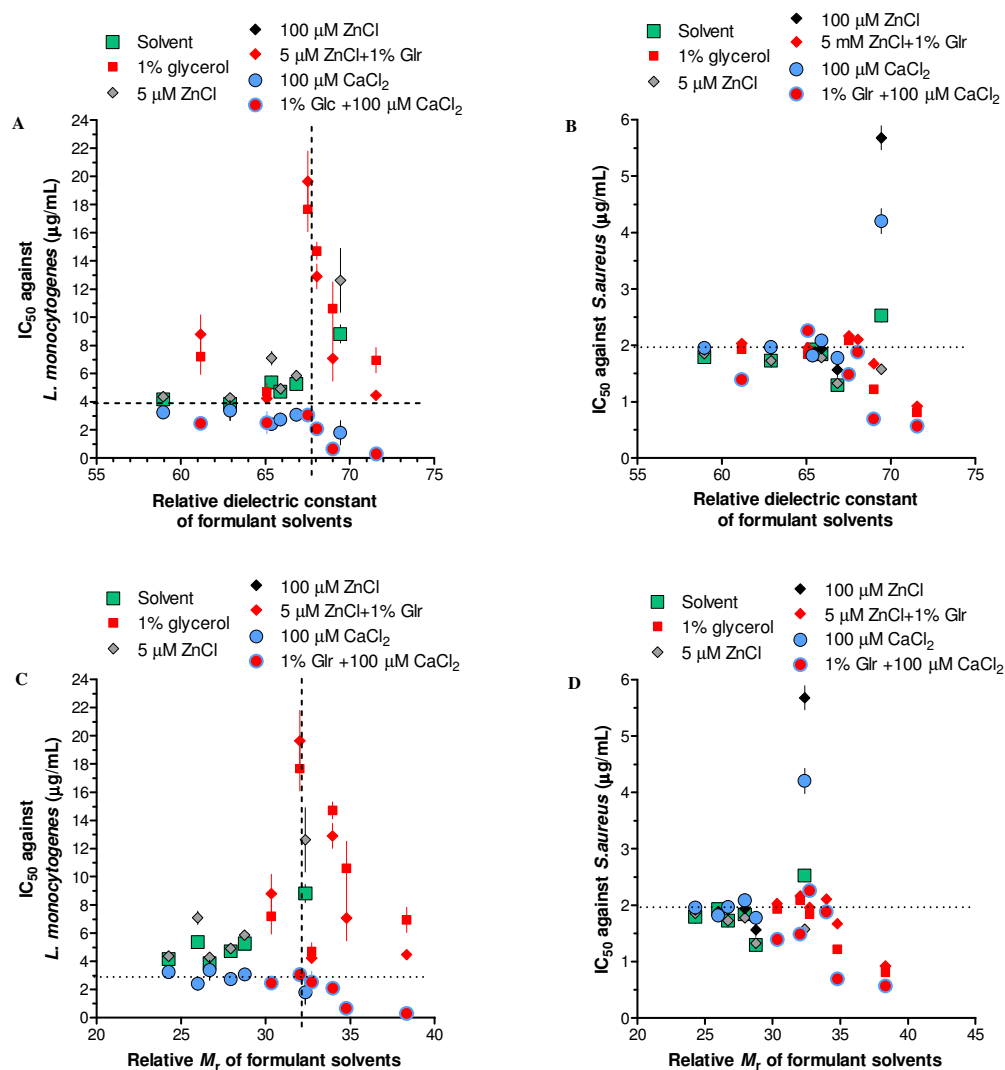 A
Solvent
1% glycerol
5 µM ZnCl
100 µM ZnCl
5 µM ZnCl+1% Glr
100 µM CaCl2
1% Glc +100 µM CaCl2
IC50 against
L. monocytogenes (µg/mL)
24
22
20
18
16
14
12
10
8
6
4
2
0
55 60 65 70 75
Relative dielectric constant
of formulant solvents
B
Solvent
1% glycerol
5 µM ZnCl
100 µM ZnCl
5 mM ZnCl+1% Glr
100 µM CaCl2
1% Glr +100 µM CaCl2
IC50 against S.aureus (µg/mL)
6
5
4
3
2
1
0
55 60 65 70 75
Relative dielectric constant
of formulant solvents
C
Solvent
1% glycerol
5 µM ZnCl
100 µM ZnCl
5 µM ZnCl+1% Glr
100 µM CaCl2
1% Glr +100 µM CaCl2
IC50 against
L. monocytogenes (µg/mL)
24
22
20
18
16
14
12
10
8
6
4
2
0
20 25 30 35 40
Relative Mr of formulant solvents
D
Solvent
1% glycerol
5 µM ZnCl
100 µM ZnCl
5 µM ZnCl+1% Glr
100 µM CaCl2
1% Glr +100 µM CaCl2
IC50 against S.aureus (µg/mL)
6
5
4
3
2
1
0
20 25 30 35 40 45
Relative Mr of formulant solvents